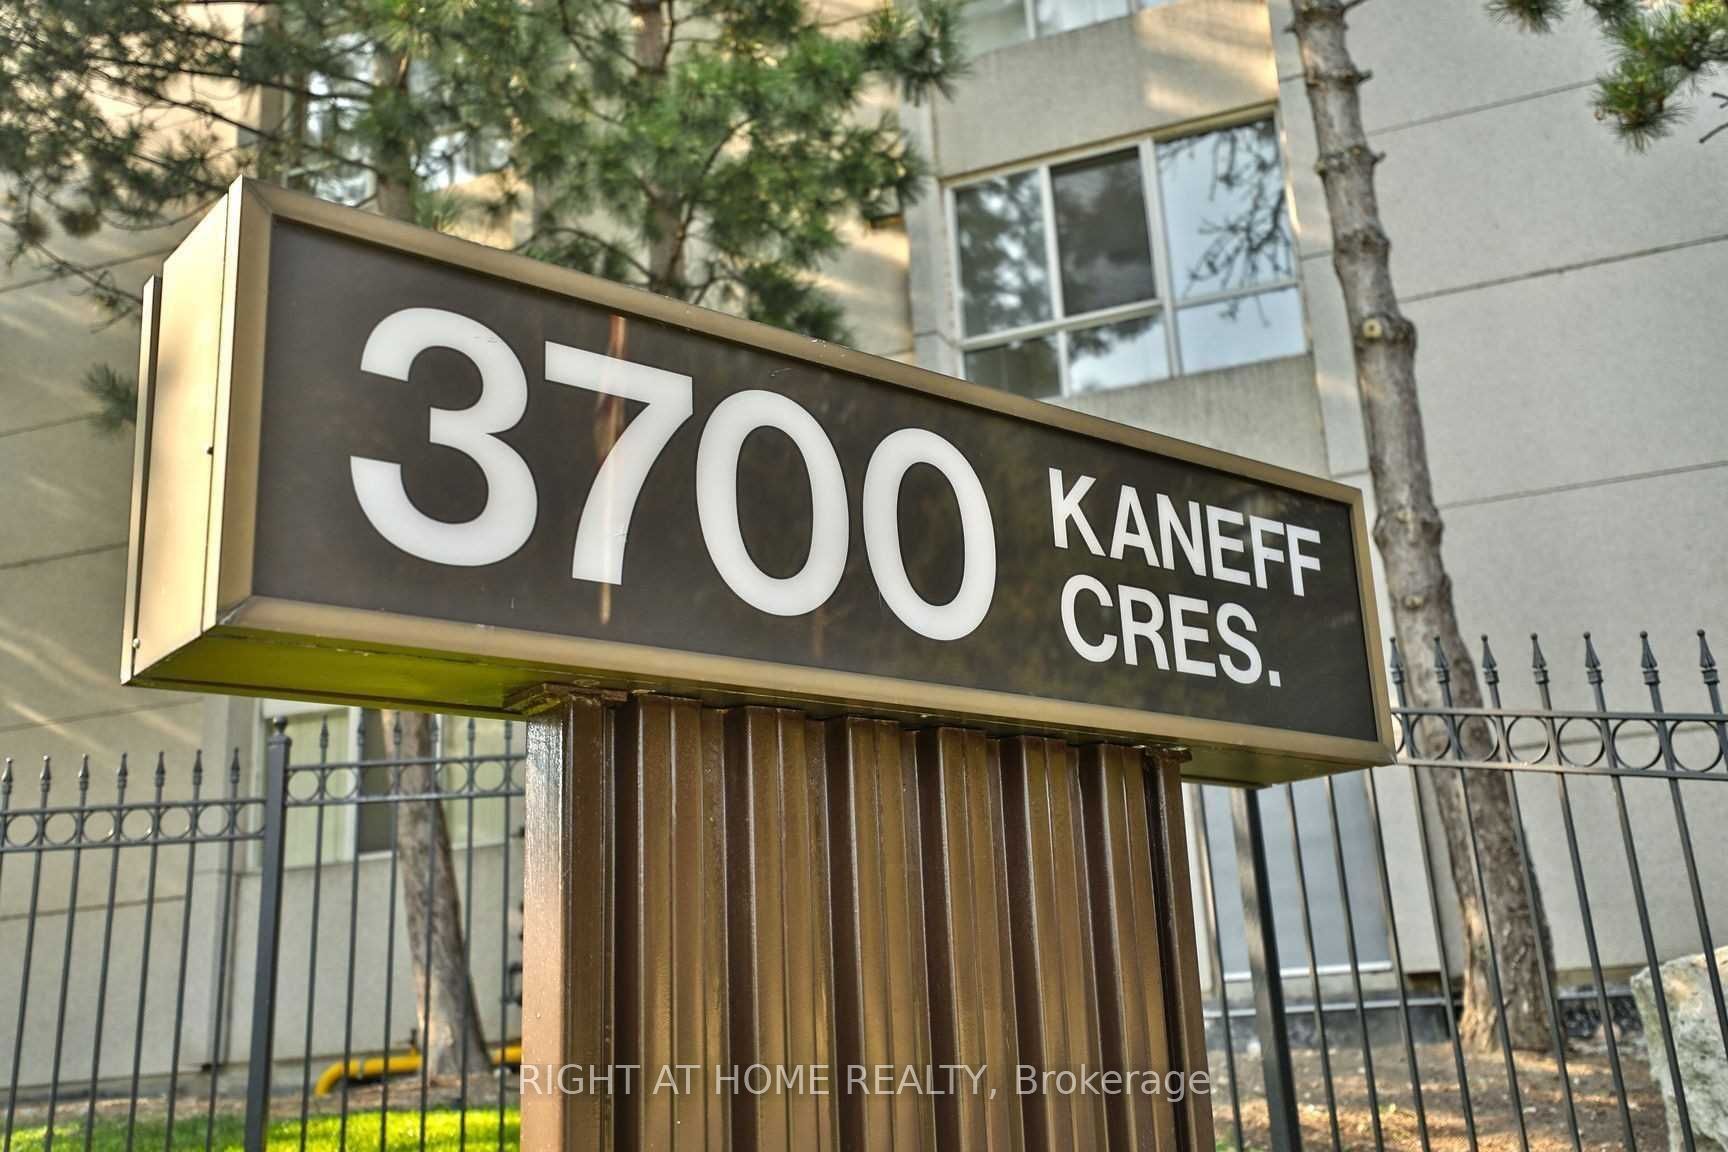 3700
KANEFF
CRES.
RIGHT AT HOME REALTY, Brokerage